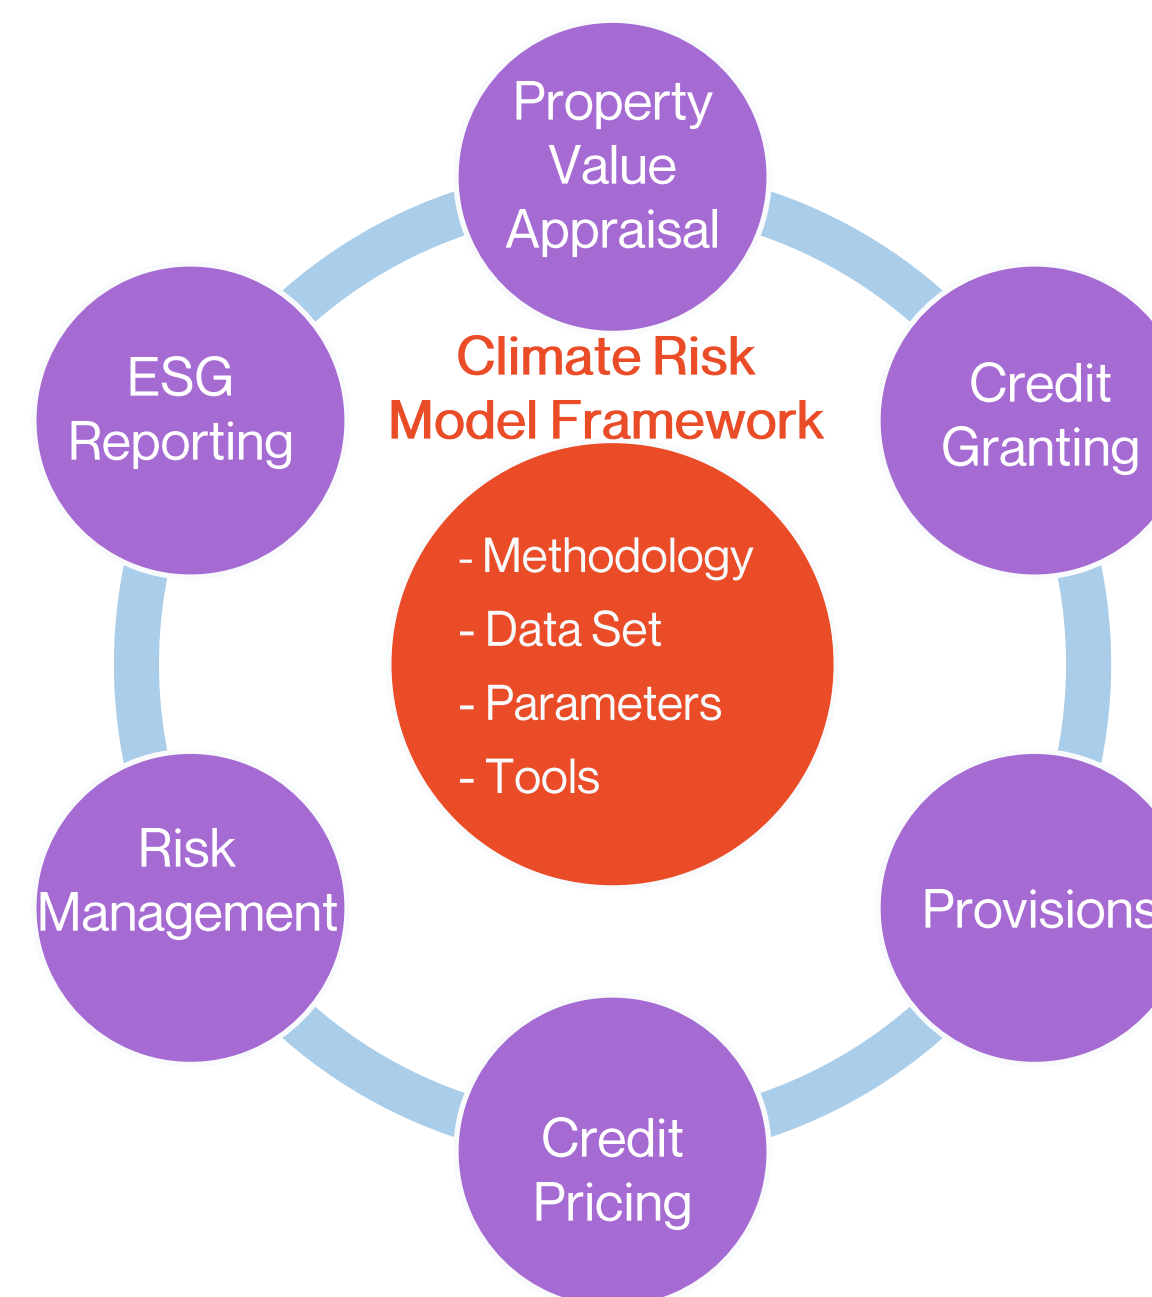 Property
Value
Appraisal
Climate Risk
Model Framework
ESG
Reporting
Credit
Granting
- Methodology
- Data Set
- Parameters
- Tools
Risk
Management
Provisions
Credit
Pricing